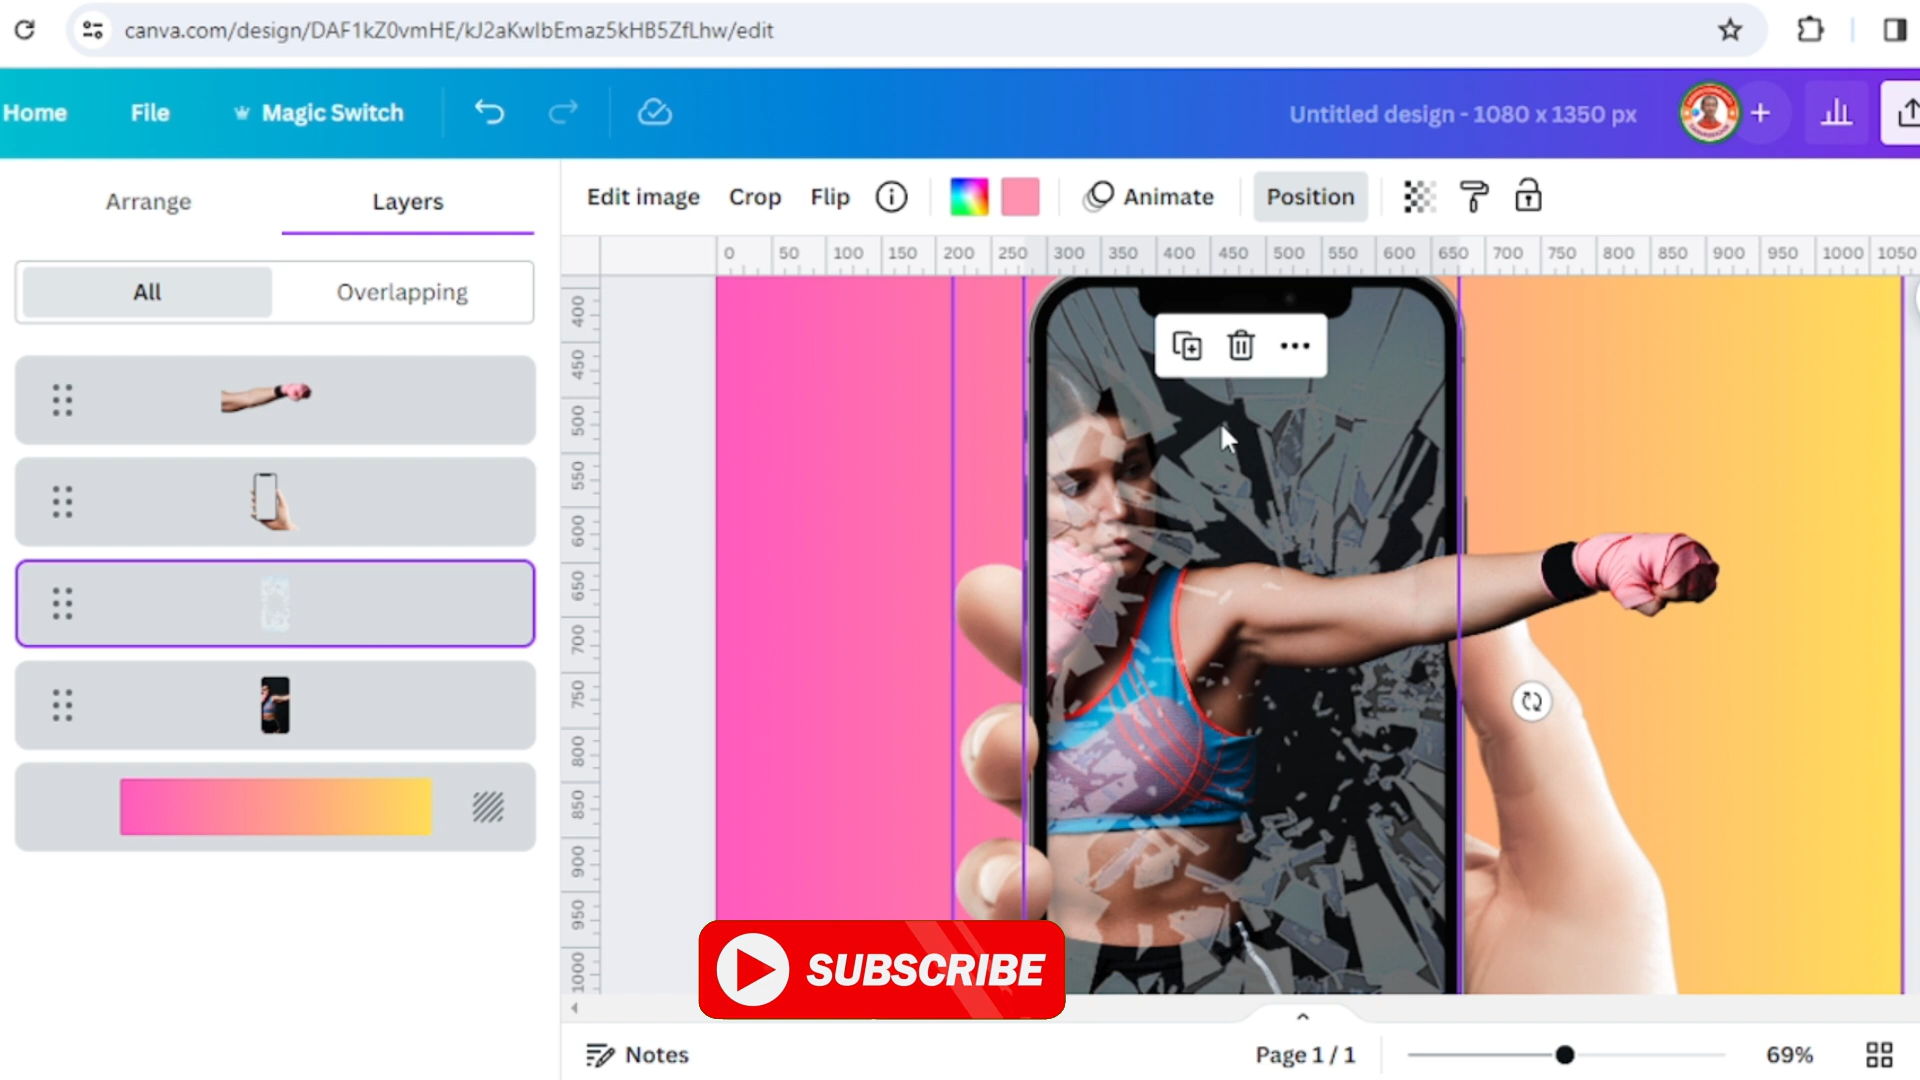 canva.com/design/DAF1kZ0vmHE/kJ2aKwIbEmaz5kHB5ZfLhw/edit
Home File Magic Switch Untitled design - 1080 x 1350 px
Arrange Layers
Edit image Crop Flip Animate Position
0 50 100 150 200 250 300 350 400 450 500 550 600 650 700 750 800 850 900 950 1000 1050
All Overlapping
400
450
500
550
600
650
700
750
800
850
900
950
1000
SUBSCRIBE
Notes Page 1 / 1 69%